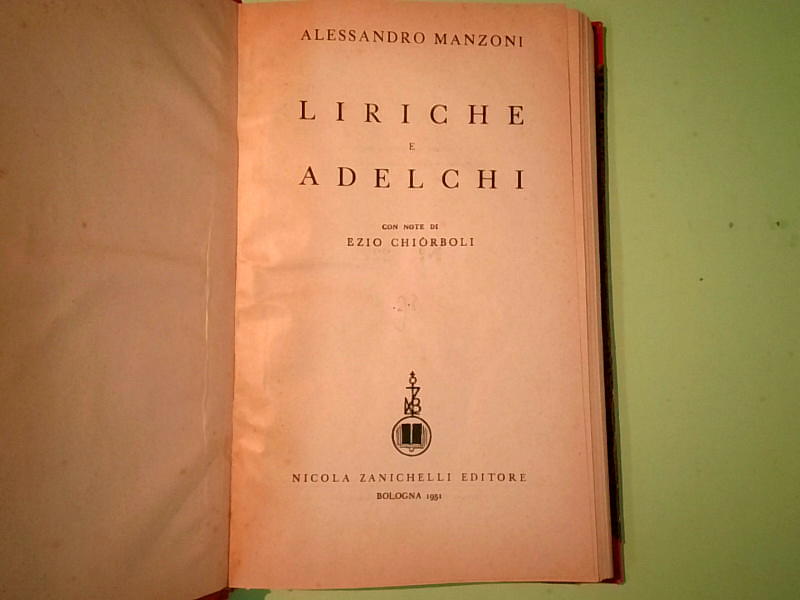 ALESSANDRO MANZONI
LIRICHE
E
ADELCHI
CON NOTE DI
EZIO CHIÒRBOLI
NICOLA ZANICHELLI EDITORE
BOLOGNA 1951